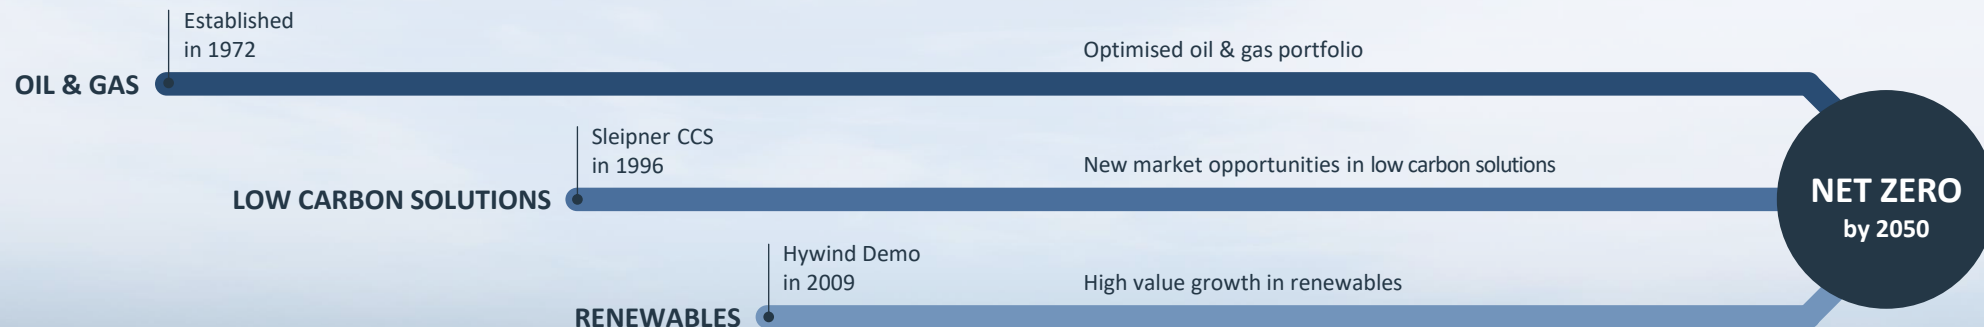 Established
in 1972
Optimised oil & gas portfolio
OIL & GAS
Sleipner CCS
in 1996
New market opportunities in low carbon solutions
LOW CARBON SOLUTIONS
NET ZERO
by 2050
Hywind Demo
in 2009
High value growth in renewables
RENEWABLES